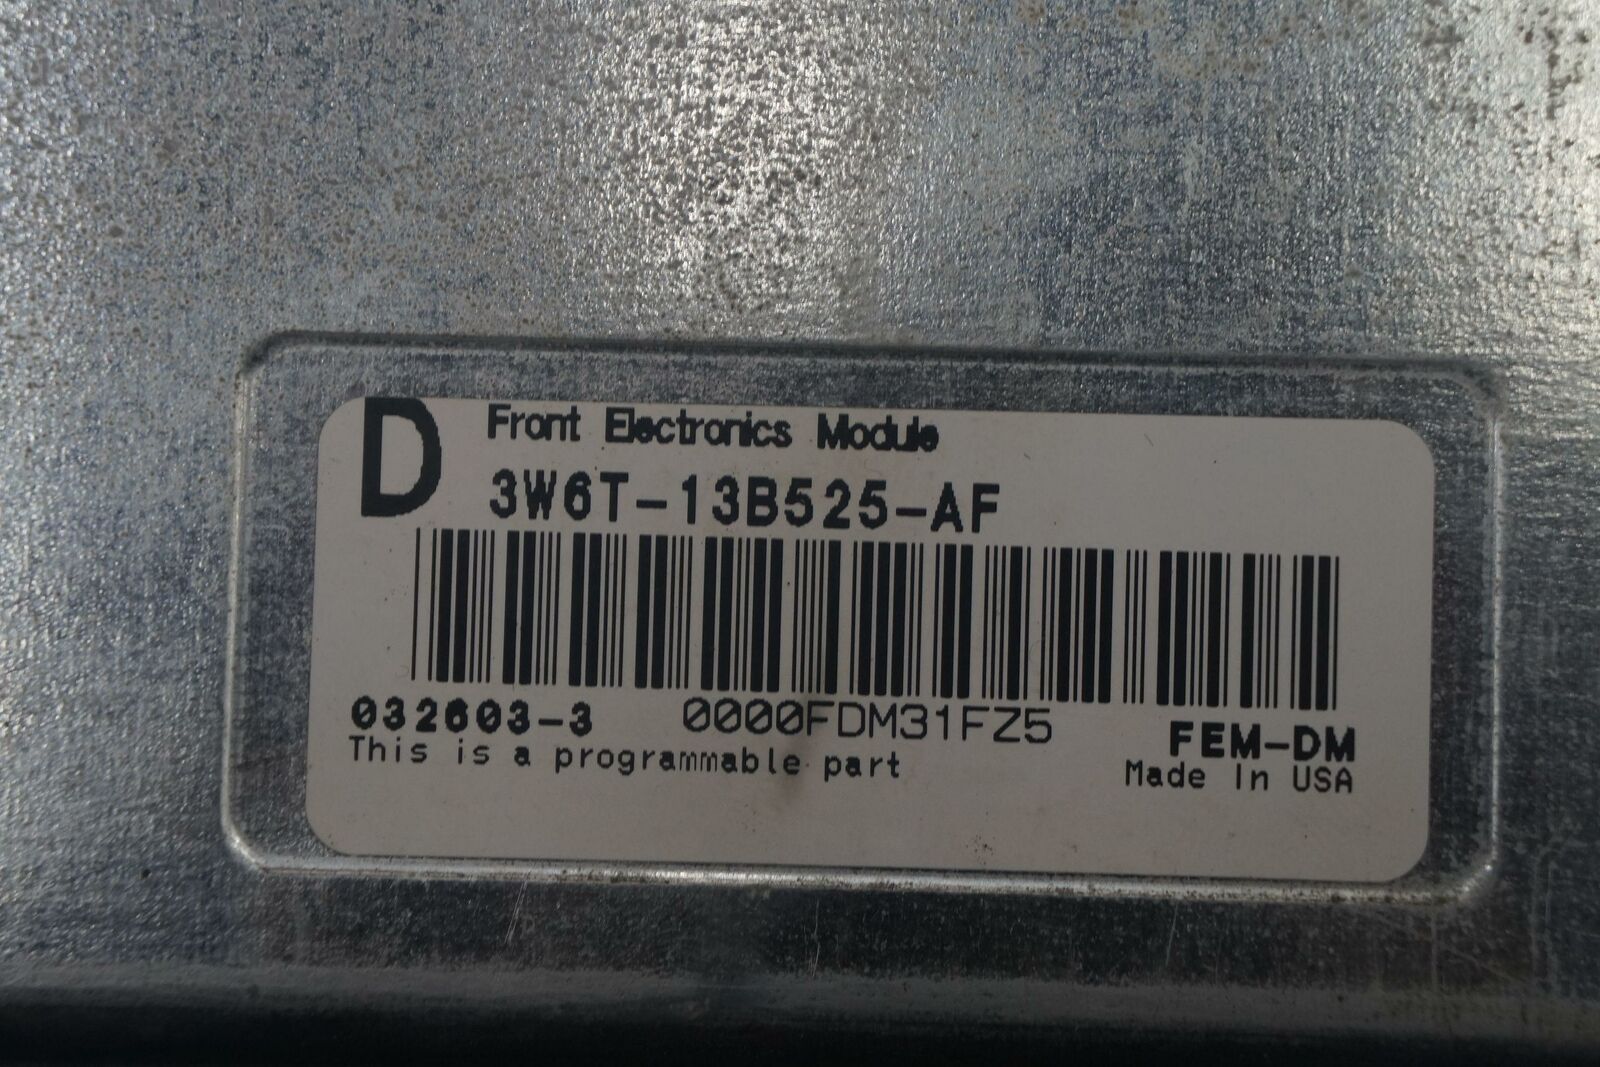 D Front Electronics Module
3W6T-13B525-AF
032603-3 0000FDM31FZ5 FEM-DM
This is a programmable part Made In USA